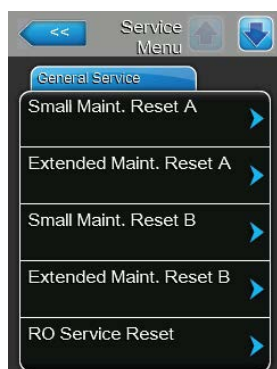 <<
Service
Menu
General Service
Small Maint. Reset A
Extended Maint. Reset A
Small Maint. Reset B
Extended Maint. Reset B
RO Service Reset